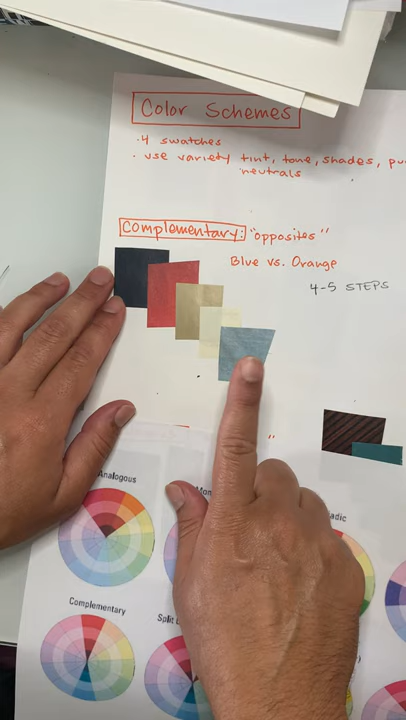 Color Schemes
· 4 swatches
· use variety tint, tone, shades,
neutrals
Complementary: "opposites"
Blue vs. Orange
4-5 STEPS
"
Analogous
Complementary
Split